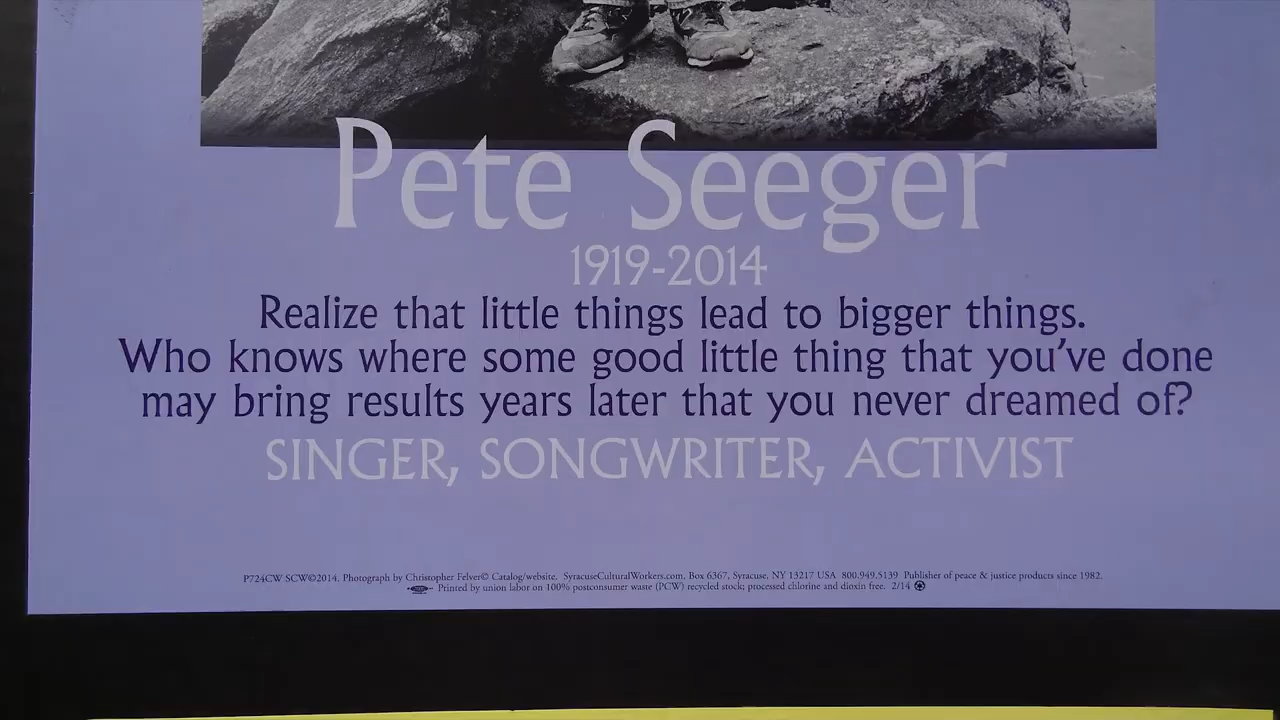 Pete Seeger
1919-2014
Realize that little things lead to bigger things.
Who knows where some good little thing that you've done
may bring results years later that you never dreamed of?
SINGER, SONGWRITER, ACTIVIST
P724CW SCW©2014. Photograph by Christopher Felver© Catalog/website. SyracuseCulturalWorkers.com, Box 6367, Syracuse, NY 13217 USA 800.949.5139 Publisher of peace & justice products since 1982.
Printed by union labor on 100% postconsumer waste (PCW) recycled stock; processed chlorine and dioxin free. 2/14